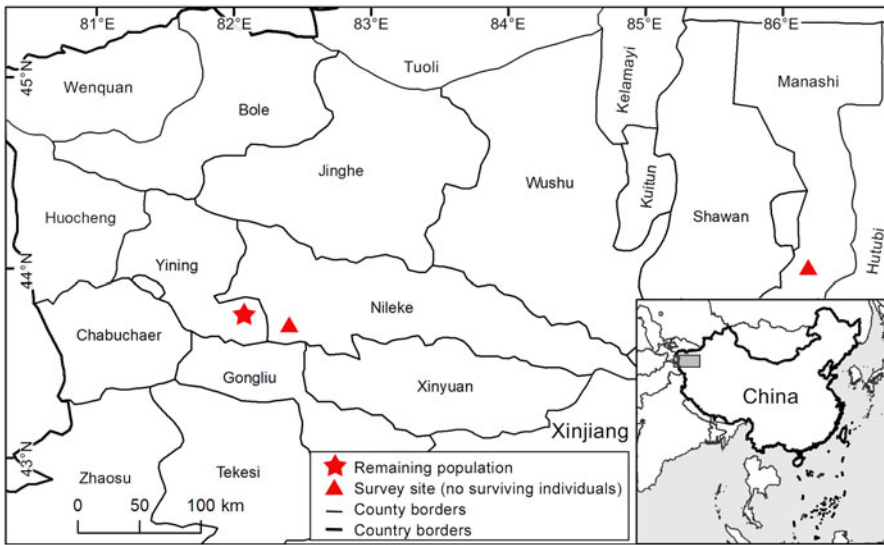 81°E 82°E 83°E 84°E 85°E 86°E
45°N
44°N
43°N
Wenquan
Bole
Tuoli
Kelamayi
Manashi
Jinghe
Wushu
Kuitun
Shawan
Huocheng
Hutubi
Yining
Nileke
Chabuchaer
Gongliu
Xinyuan
Xinjiang
Zhaosu
Tekesi
China
0 50 100 km
Remaining population
Survey site (no surviving individuals)
County borders
Country borders